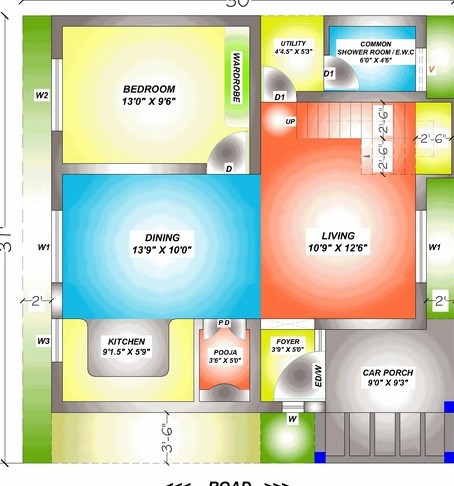 30'
UTILITY
4'4.5" X 5'3"
COMMON
SHOWER ROOM / E.W.C
6'0" X 4'6"
D1
V
WARDROBE
BEDROOM
13'0" X 9'6"
W2
D1
UP
2'-6"
2'-6"
2'-6"
D
31'
DINING
13'9" X 10'0"
LIVING
10'9" X 12'6"
W1
W1
2'
2'
PD
W3
KITCHEN
9'1.5" X 5'9"
POOJA
3'6" X 5'0"
FOYER
3'9" X 5'0"
ED/W
CAR PORCH
9'0" X 9'3"
W
3'-6"
<<< ROAD >>>